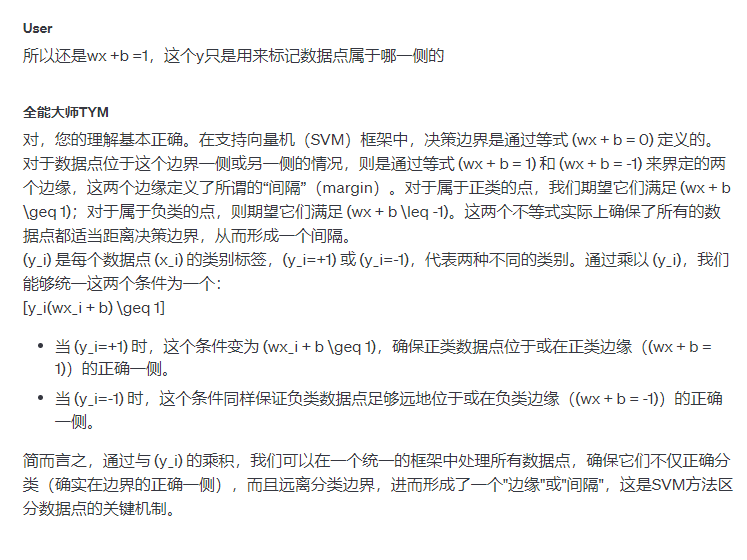 User
所以还是wx +b =1，这个y只是用来标记数据点属于哪一侧的
全能大师TYM
对，您的理解基本正确。在支持向量机（SVM）框架中，决策边界是通过等式 (wx + b = 0) 定义的。
对于数据点位于这个边界一侧或另一侧的情况，则是通过等式 (wx + b = 1) 和 (wx + b = -1) 来界定的两
个边缘，这两个边缘定义了所谓的“间隔”（margin）。对于属于正类的点，我们期望它们满足 (wx + b
\geq 1)；对于属于负类的点，则期望它们满足 (wx + b \leq -1)。这两个不等式实际上确保了所有的数
据点都适当距离决策边界，从而形成一个间隔。
(y_i) 是每个数据点 (x_i) 的类别标签，(y_i=+1) 或 (y_i=-1)，代表两种不同的类别。通过乘以 (y_i)，我们
能够统一这两个条件为一个：
[y_i(wx_i + b) \geq 1]
• 当 (y_i=+1) 时，这个条件变为 (wx_i + b \geq 1)，确保正类数据点位于或在正类边缘（(wx + b =
1)）的正确一侧。
• 当 (y_i=-1) 时，这个条件同样保证负类数据点足够远地位于或在负类边缘（(wx + b = -1)）的正确
一侧。
简而言之，通过与 (y_i) 的乘积，我们可以在一个统一的框架中处理所有数据点，确保它们不仅正确分
类（确实在边界的正确一侧），而且远离分类边界，进而形成了一个"边缘"或"间隔"，这是SVM方法区
分数据点的关键机制。